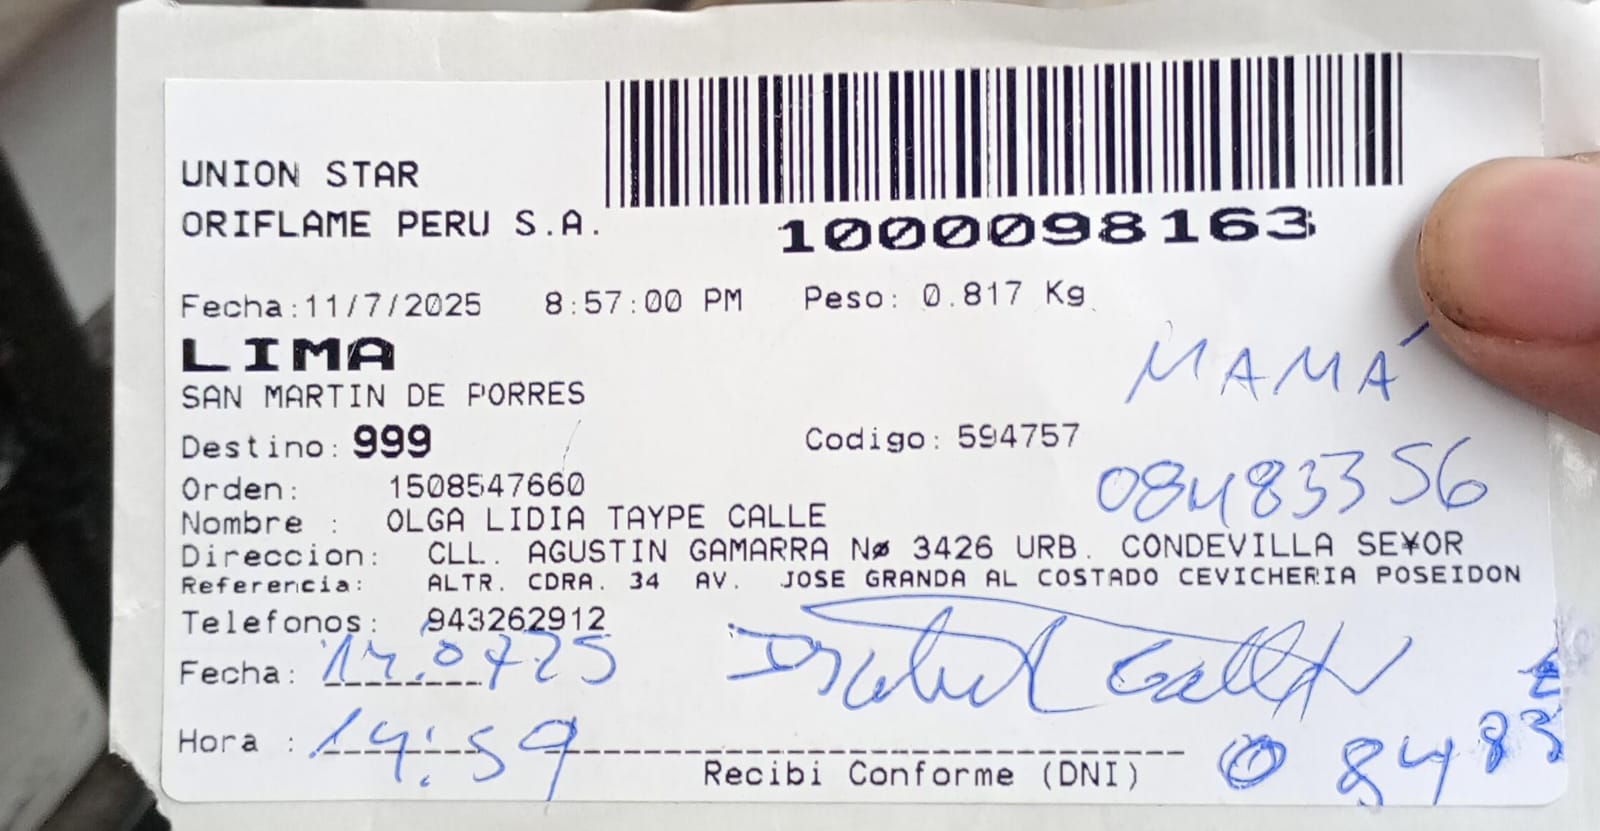 UNION STAR
ORIFLAME PERU S.A.
1000098163
Fecha:11/7/2025 8:57:00 PM Peso: 0.817 Kg
LIMA
MAMÁ
SAN MARTIN DE PORRES
Destino: 999 Codigo: 594757
Orden: 1508547660
08483356
Nombre : OLGA LIDIA TAYPE CALLE
Direccion: CLL. AGUSTIN GAMARRA Nø 3426 URB. CONDEVILLA SE¥OR
Referencia: ALTR. CDRA. 34 AV. JOSE GRANDA AL COSTADO CEVICHERIA POSEIDON
Telefonos: 943262912
Fecha: 14.0725
Hora : 14:59
Recibi Conforme (DNI)